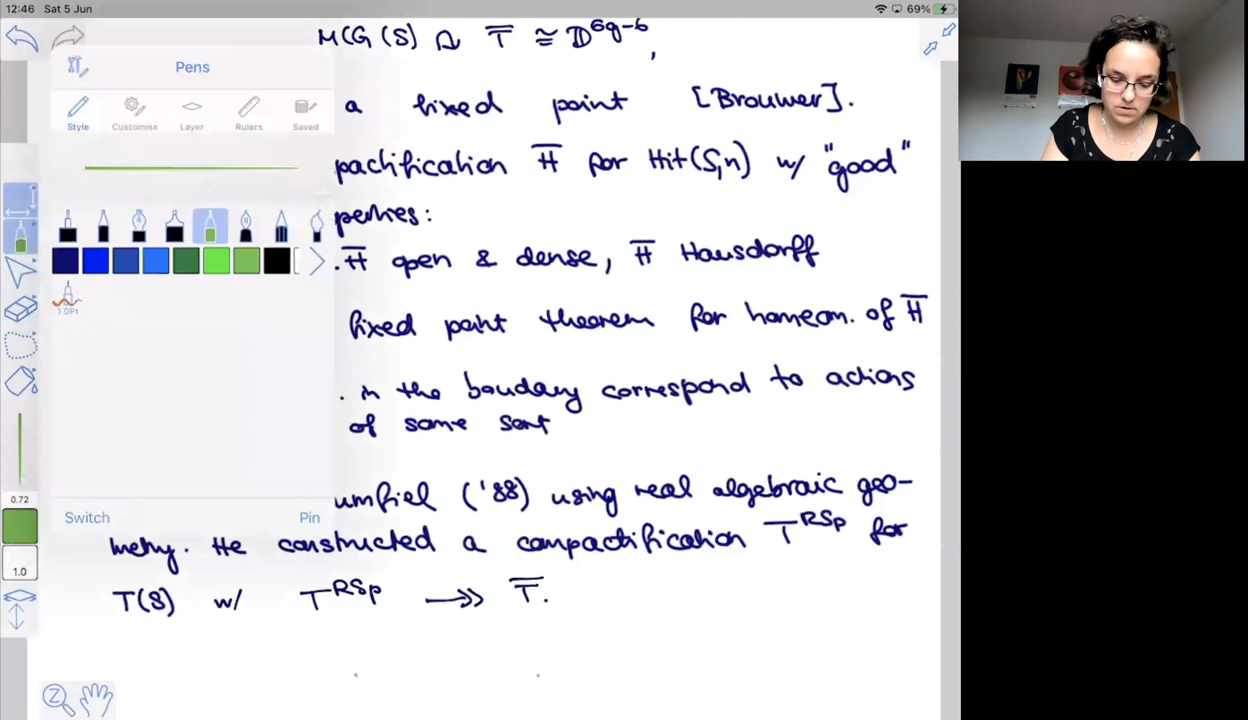 12:46 Sat 5 Jun
69%
MCG(S) ↷ T̅ ≅ 𝔻^{6g-6},
Pens
a fixed point [Brouwer].
Style Customise Layer Rulers Saved
pactification H̅ for Hit(S,n) w/ "good"
perties:
. H̅ open & dense, H̅ Hausdorff
1.0Pt
fixed point theorem for homeom. of H̅
. in the boudary correspond to actions
of some sort
umfiel ('88) using real algebraic geo-
0.72
Switch Pin
metry. He constructed a compactification T^{RSp} for
1.0
T(S) w/ T^{RSp} ↠ T̅.
Z